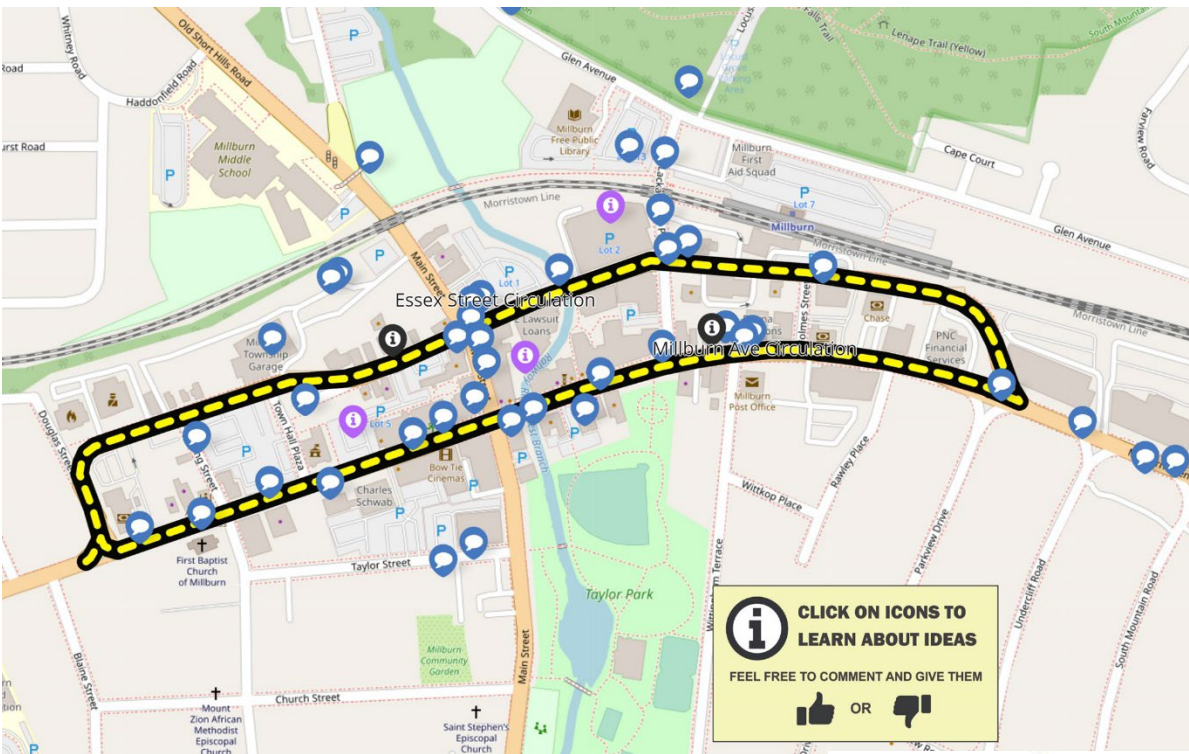 Whitney Road
Old Short Hills Road
Haddonfield Road
Road
Millburn
Middle
School
Glen Avenue
Falls Trail
Lenape Trail (Yellow)
South Mountain
Locust
Grove
Area
Farview Road
Millburn
Free Public
Library
Millburn
First
Aid Squad
Cape Court
P
Lot 7
Millburn
Glen Avenue
Morristown Line
Morristown Line
Morristown Line
P
Lot 2
Main Street
Lot 1
Essex Street Circulation
Lawsuit
Loans
Township
Garage
Chase
PNC
Financial
Services
Millburn Ave Circulation
Millburn
Post Office
Douglas Street
Town Hall Plaza
P
Lot 5
Bow Tie
Cinemas
Charles
Schwab
First Baptist
Church
of Millburn
Taylor Street
Rawley Place
Wittkop Place
Parkview Drive
Undercliff Road
South Mountain Road
Taylor Park
Millburn
Community
Garden
Main Street
Blaine Street
Church Street
Mount
Zion African
Methodist
Episcopal
Church
Saint Stephen's
Episcopal
Church
CLICK ON ICONS TO
LEARN ABOUT IDEAS
FEEL FREE TO COMMENT AND GIVE THEM
OR